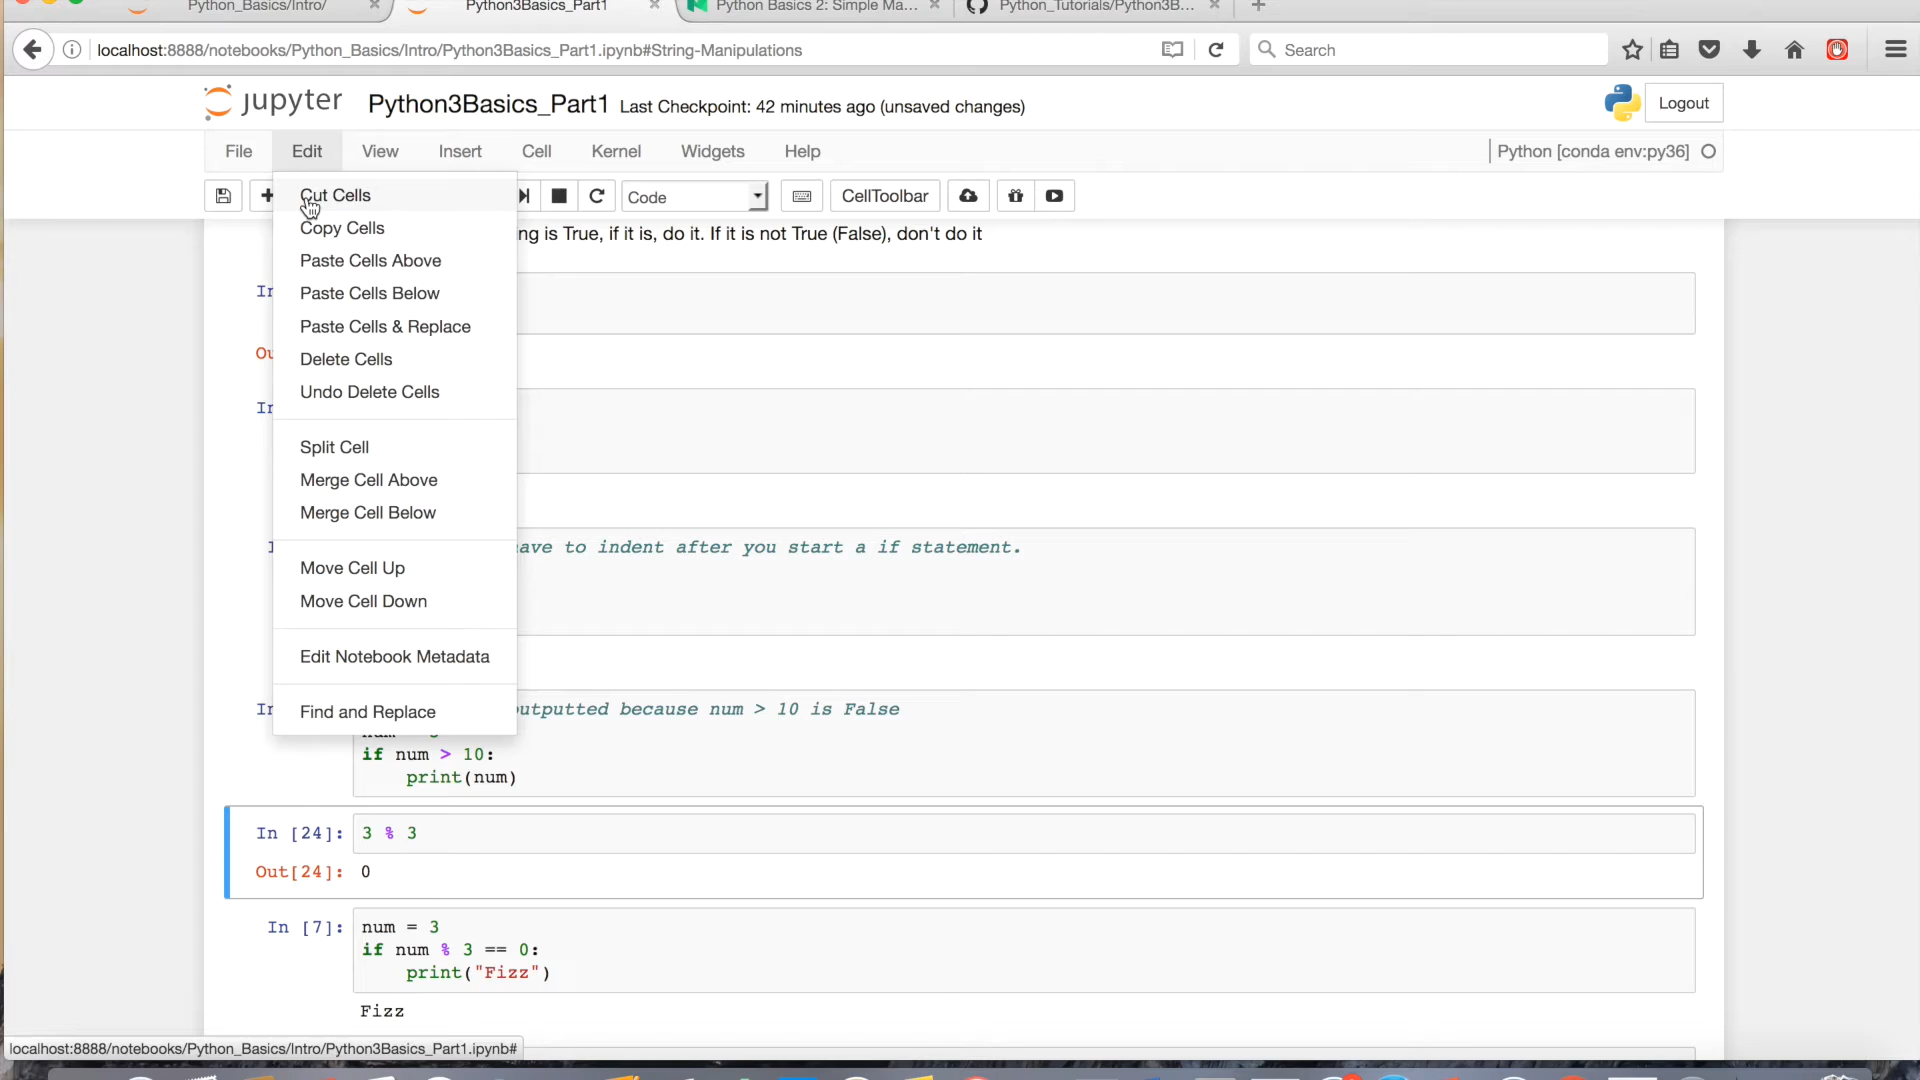 Python_Basics/Intro/
Python3Basics_Part1
Python Basics 2: Simple Ma...
Python_Tutorials/Python3B...
localhost:8888/notebooks/Python_Basics/Intro/Python3Basics_Part1.ipynb#String-Manipulations
Search
jupyter
Python3Basics_Part1
Last Checkpoint: 42 minutes ago (unsaved changes)
Logout
File
Edit
View
Insert
Cell
Kernel
Widgets
Help
Python [conda env:py36]
Code
CellToolbar
Cut Cells
Copy Cells
Paste Cells Above
Paste Cells Below
Paste Cells & Replace
Delete Cells
Undo Delete Cells
Split Cell
Merge Cell Above
Merge Cell Below
Move Cell Up
Move Cell Down
Edit Notebook Metadata
Find and Replace
ng is True, if it is, do it. If it is not True (False), don't do it
In
Ou
In
ave to indent after you start a if statement.
In
outputted because num > 10 is False
if num > 10:
print(num)
In [24]:
3 % 3
Out[24]:
0
In [7]:
num = 3
if num % 3 == 0:
print("Fizz")
Fizz
localhost:8888/notebooks/Python_Basics/Intro/Python3Basics_Part1.ipynb#